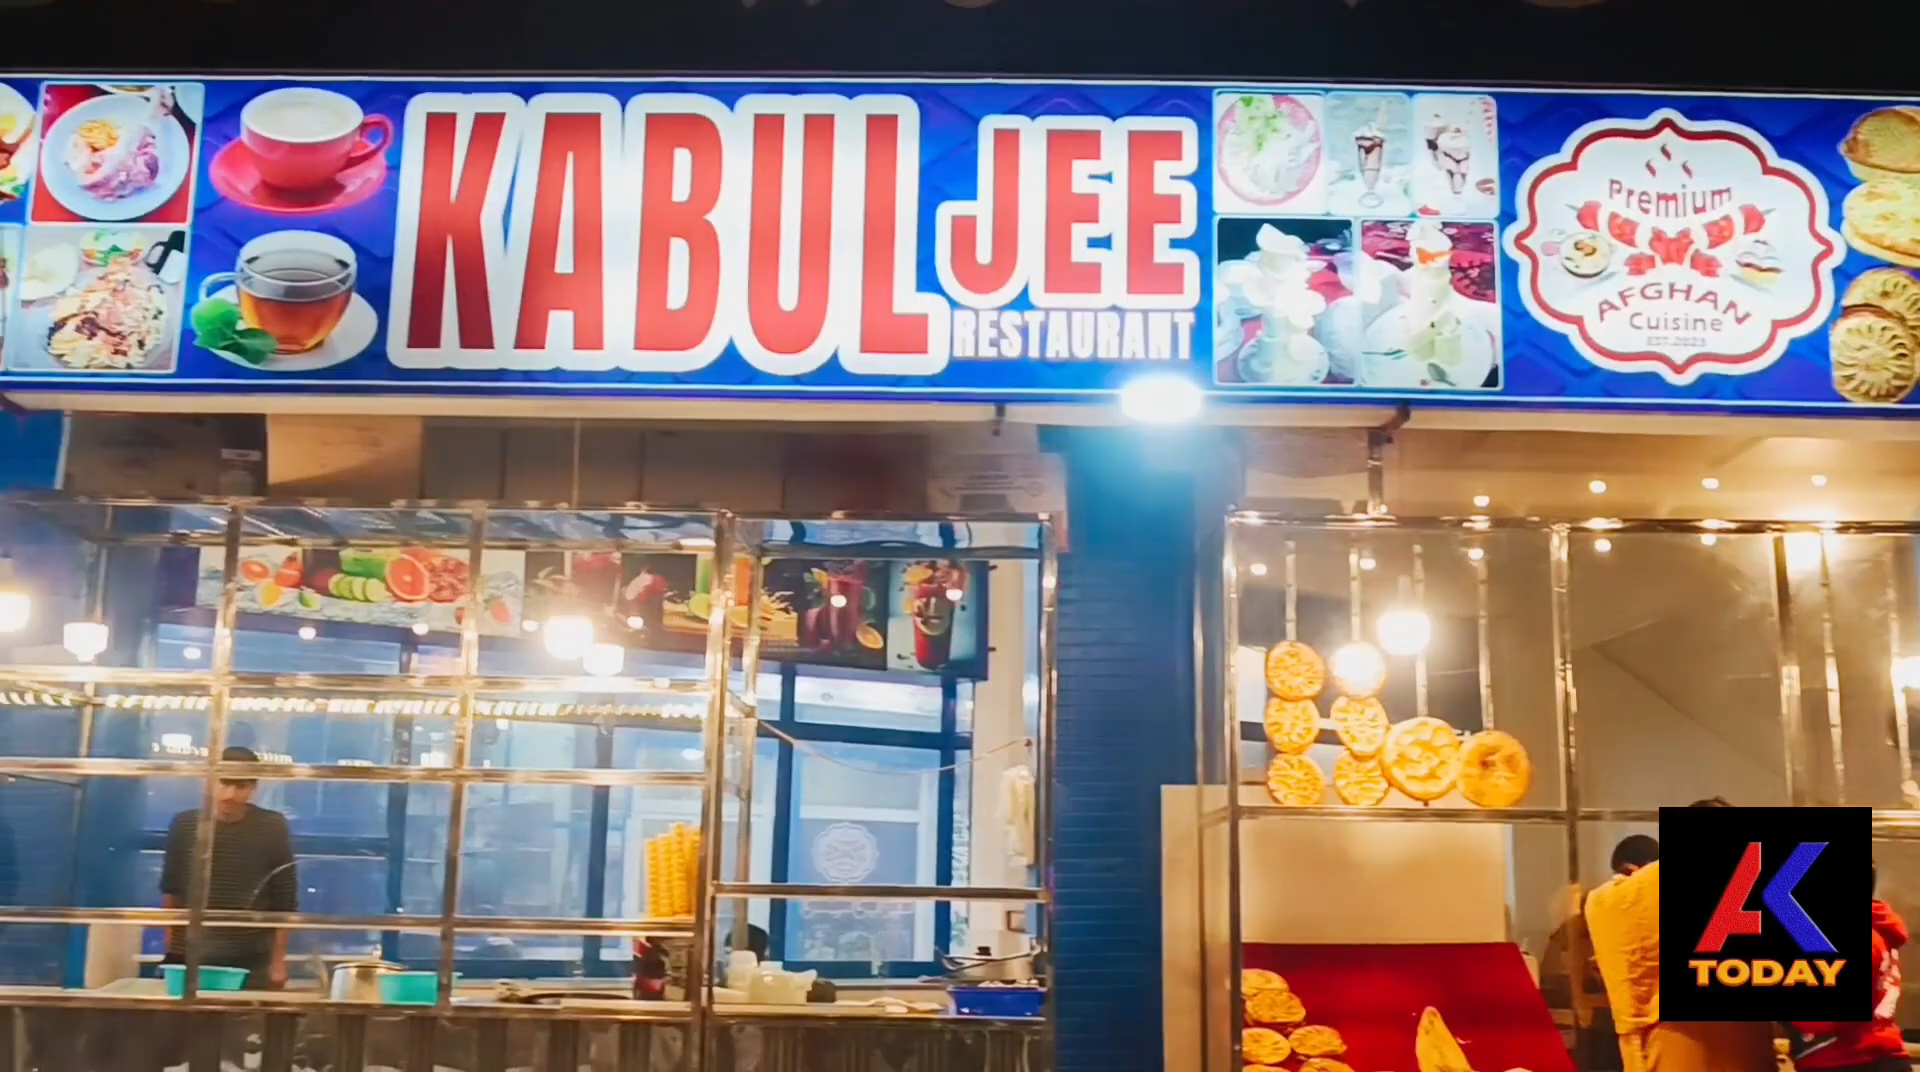 KABUL
JEE
RESTAURANT
Premium
AFGHAN
Cuisine
EST.2023
AK
TODAY